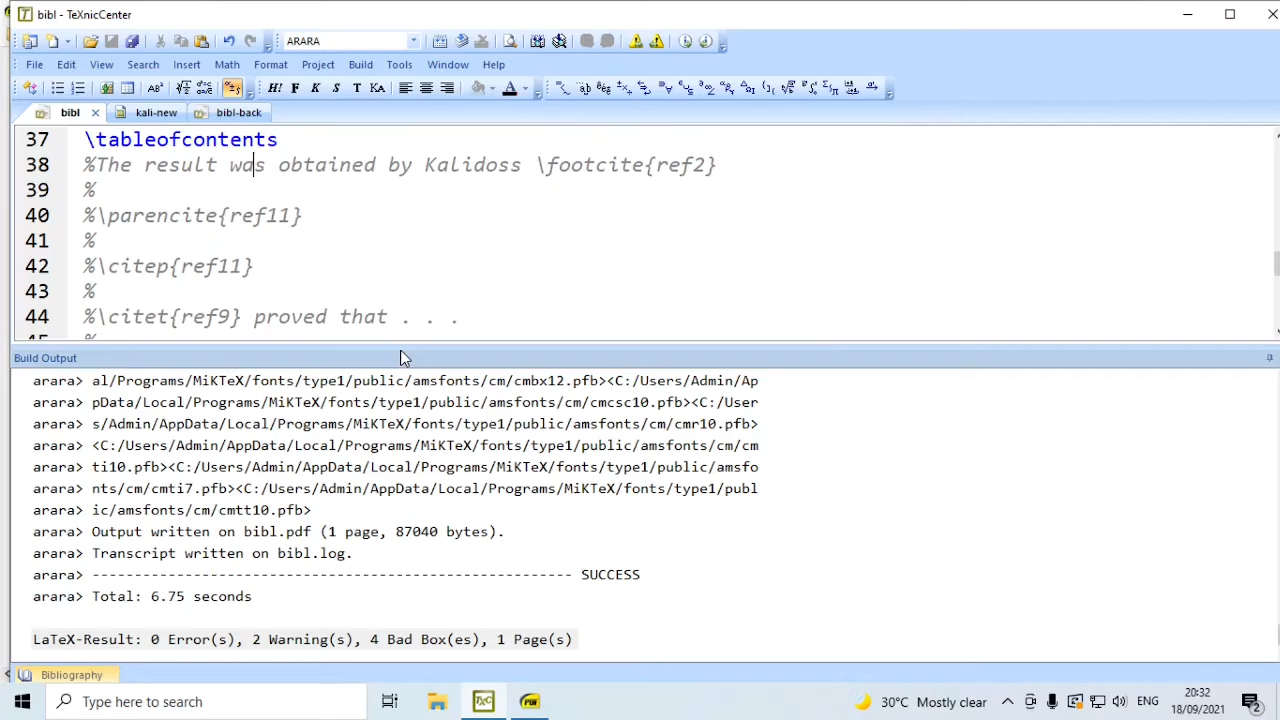 bibl - TeXnicCenter
ARARA
File Edit View Search Insert Math Format Project Build Tools Window Help
bibl kali-new bibl-back
37 \tableofcontents
38 %The result was obtained by Kalidoss \footcite{ref2}
39 %
40 %\parencite{ref11}
41 %
42 %\citep{ref11}
43 %
44 %\citet{ref9} proved that . . .
45 %
Build Output
arara> al/Programs/MiKTeX/fonts/type1/public/amsfonts/cm/cmbx12.pfb><C:/Users/Admin/Ap
arara> pData/Local/Programs/MiKTeX/fonts/type1/public/amsfonts/cm/cmcsc10.pfb><C:/User
arara> s/Admin/AppData/Local/Programs/MiKTeX/fonts/type1/public/amsfonts/cm/cmr10.pfb>
arara> <C:/Users/Admin/AppData/Local/Programs/MiKTeX/fonts/type1/public/amsfonts/cm/cm
arara> ti10.pfb><C:/Users/Admin/AppData/Local/Programs/MiKTeX/fonts/type1/public/amsfo
arara> nts/cm/cmti7.pfb><C:/Users/Admin/AppData/Local/Programs/MiKTeX/fonts/type1/publ
arara> ic/amsfonts/cm/cmtt10.pfb>
arara> Output written on bibl.pdf (1 page, 87040 bytes).
arara> Transcript written on bibl.log.
arara> ---------------------------------------------------------- SUCCESS
arara> Total: 6.75 seconds
LaTeX-Result: 0 Error(s), 2 Warning(s), 4 Bad Box(es), 1 Page(s)
Bibliography
Type here to search
30°C Mostly clear
ENG
20:32
18/09/2021
2